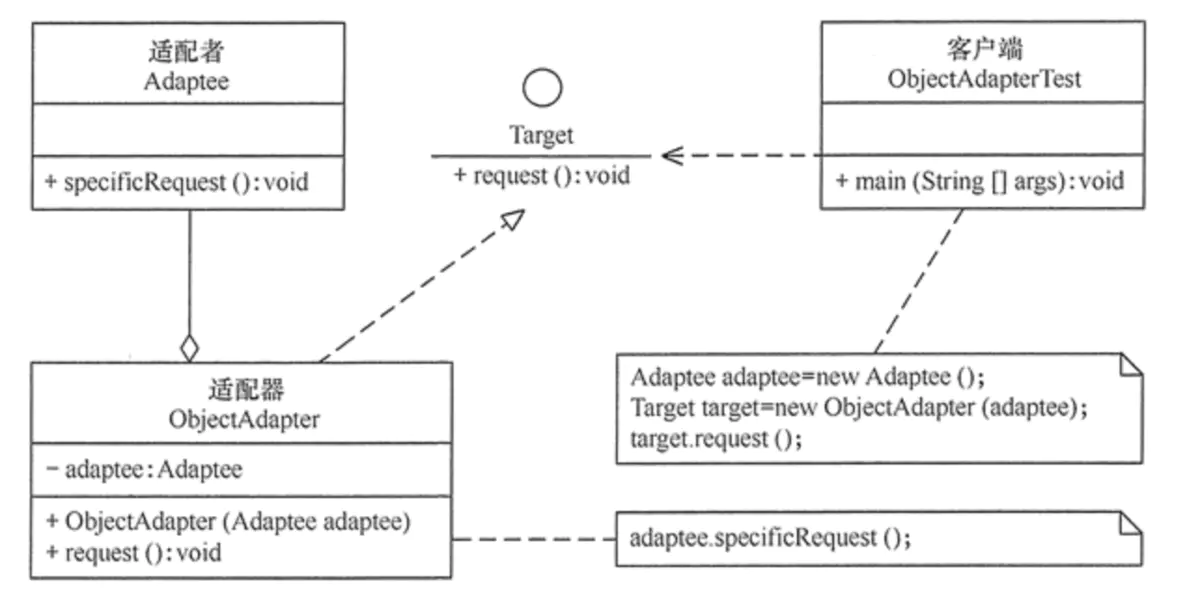 适配者
Adaptee
+ specificRequest ():void
Target
+ request ():void
客户端
ObjectAdapterTest
+ main (String [] args):void
适配器
ObjectAdapter
- adaptee:Adaptee
+ ObjectAdapter (Adaptee adaptee)
+ request ():void
Adaptee adaptee=new Adaptee ();
Target target=new ObjectAdapter (adaptee);
target.request ();
adaptee.specificRequest ();